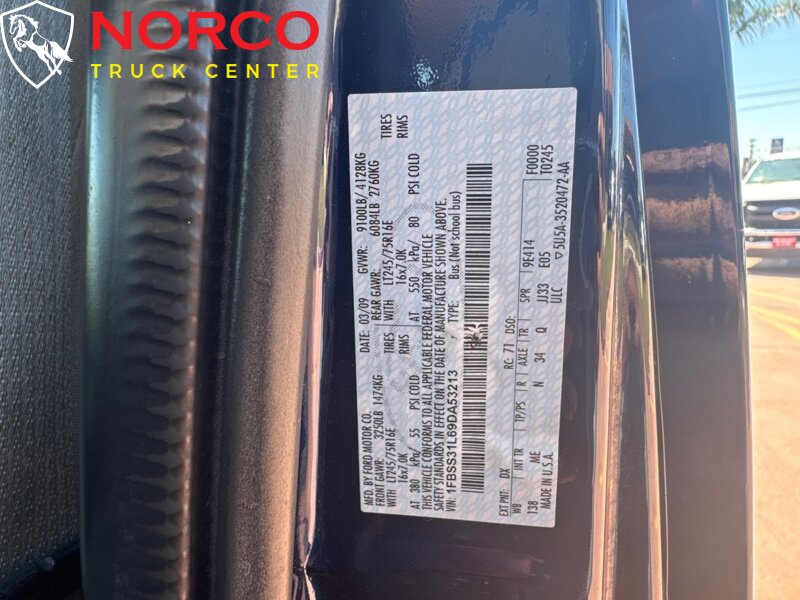 NORCO
TRUCK CENTER
MFD. BY FORD MOTOR CO.
DATE: 03/09 GVWR: 9100LB/ 4128KG
FRONT GAWR: 3250LB 1474KG REAR GAWR: 6084LB 2760KG
WITH LT245/75R16E TIRES WITH LT245/75R16E TIRES
16x7.0K RIMS 16x7.0K RIMS
AT 380 kPa/ 55 PSI COLD AT 550 kPa/ 80 PSI COLD
THIS VEHICLE CONFORMS TO ALL APPLICABLE FEDERAL MOTOR VEHICLE
SAFETY STANDARDS IN EFFECT ON THE DATE OF MANUFACTURE SHOWN ABOVE.
VIN: 1FBSS31L69DA53213 TYPE: Bus (Not school bus)
EXT PNT: DX RC: 71 DSO: F0000
WB INT TR TP/PS R AXLE TR SPR 9E414 T0245
138 ME N 34 Q JJ33 E05
MADE IN U.S.A. ULC 5U5A-3520472-AA